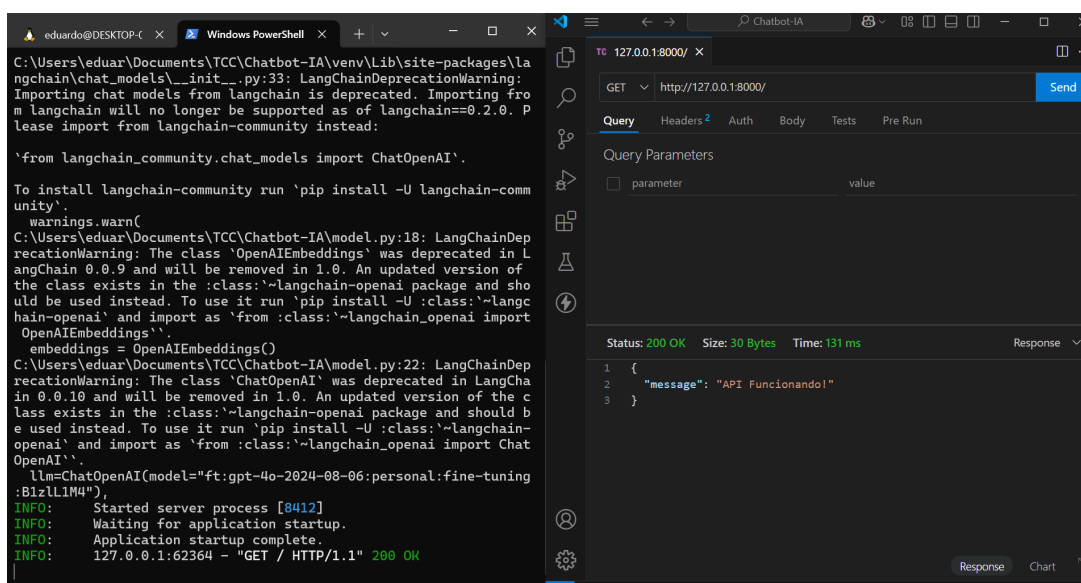 eduardo@DESKTOP-(
Windows PowerShell
C:\Users\eduar\Documents\TCC\Chatbot-IA\venv\Lib\site-packages\la
ngchain\chat_models\__init__.py:33: LangChainDeprecationWarning:
Importing chat models from langchain is deprecated. Importing fro
m langchain will no longer be supported as of langchain==0.2.0. P
lease import from langchain-community instead:
`from langchain_community.chat_models import ChatOpenAI`.
To install langchain-community run `pip install -U langchain-comm
unity`.
warnings.warn(
C:\Users\eduar\Documents\TCC\Chatbot-IA\model.py:18: LangChainDep
recationWarning: The class `OpenAIEmbeddings` was deprecated in L
angChain 0.0.9 and will be removed in 1.0. An updated version of
the class exists in the :class:`~langchain-openai package and sho
uld be used instead. To use it run `pip install -U :class:`~langc
hain-openai` and import as `from :class:`~langchain_openai import
OpenAIEmbeddings``.
embeddings = OpenAIEmbeddings()
C:\Users\eduar\Documents\TCC\Chatbot-IA\model.py:22: LangChainDep
recationWarning: The class `ChatOpenAI` was deprecated in LangCha
in 0.0.10 and will be removed in 1.0. An updated version of the c
lass exists in the :class:`~langchain-openai package and should b
e used instead. To use it run `pip install -U :class:`~langchain-
openai` and import as `from :class:`~langchain_openai import Chat
OpenAI``.
llm=ChatOpenAI(model="ft:gpt-4o-2024-08-06:personal:fine-tuning
:B1zlL1M4"),
INFO: Started server process [8412]
INFO: Waiting for application startup.
INFO: Application startup complete.
INFO: 127.0.0.1:62364 - "GET / HTTP/1.1" 200 OK
Chatbot-IA
TC 127.0.0.1:8000/
GET http://127.0.0.1:8000/ Send
Query Headers 2 Auth Body Tests Pre Run
Query Parameters
parameter value
Status: 200 OK Size: 30 Bytes Time: 131 ms Response
1 {
2 "message": "API Funcionando!"
3 }
Response Chart